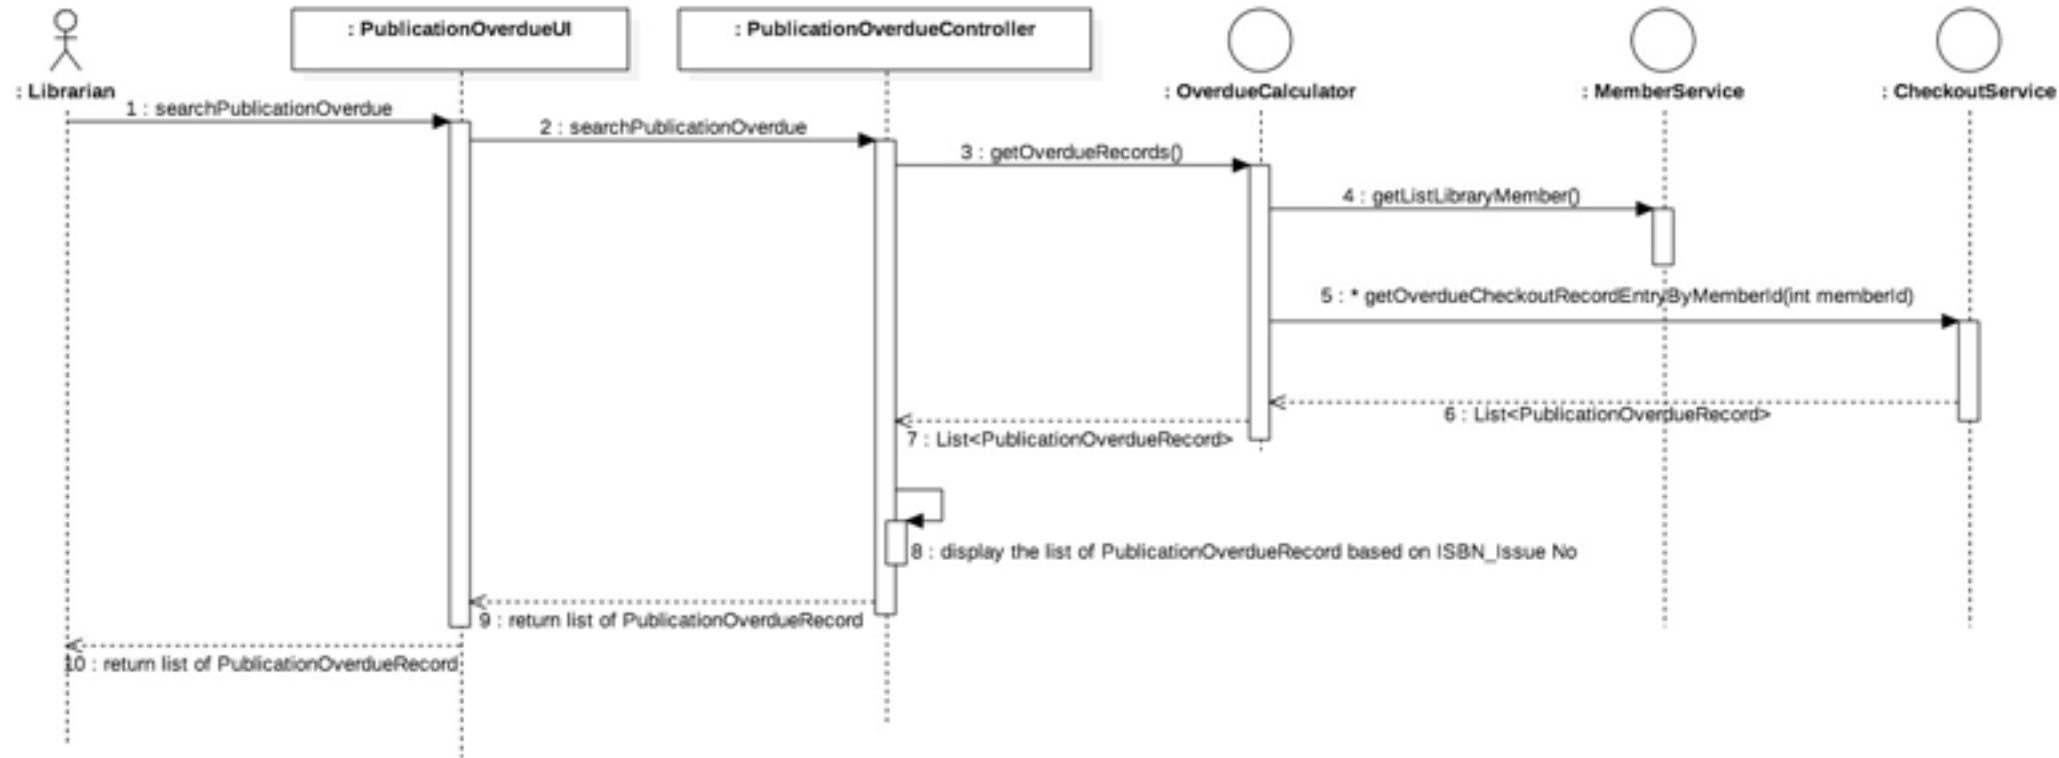 : PublicationOverdueUI
: PublicationOverdueController
: Librarian
: OverdueCalculator
: MemberService
: CheckoutService
1 : searchPublicationOverdue
2 : searchPublicationOverdue
3 : getOverdueRecords()
4 : getListLibraryMember()
5 : * getOverdueCheckoutRecordEntryByMemberId(int memberId)
6 : List<PublicationOverdueRecord>
7 : List<PublicationOverdueRecord>
8 : display the list of PublicationOverdueRecord based on ISBN_Issue No
9 : return list of PublicationOverdueRecord
10 : return list of PublicationOverdueRecord